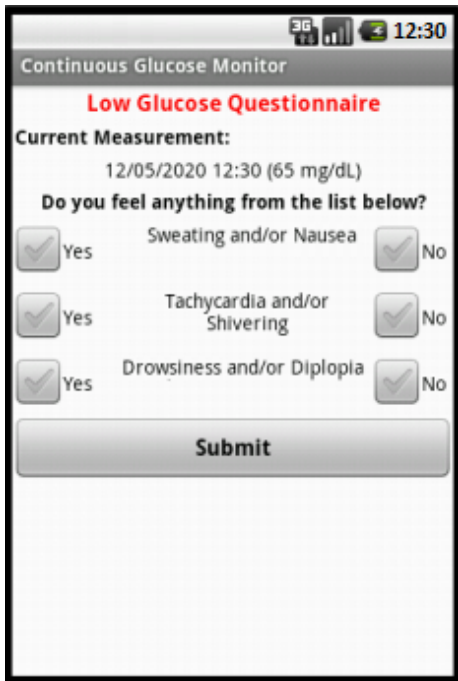 3G 12:30
Continuous Glucose Monitor
Low Glucose Questionnaire
Current Measurement:
12/05/2020 12:30 (65 mg/dL)
Do you feel anything from the list below?
Yes Sweating and/or Nausea No
Yes Tachycardia and/or Shivering No
Yes Drowsiness and/or Diplopia No
Submit